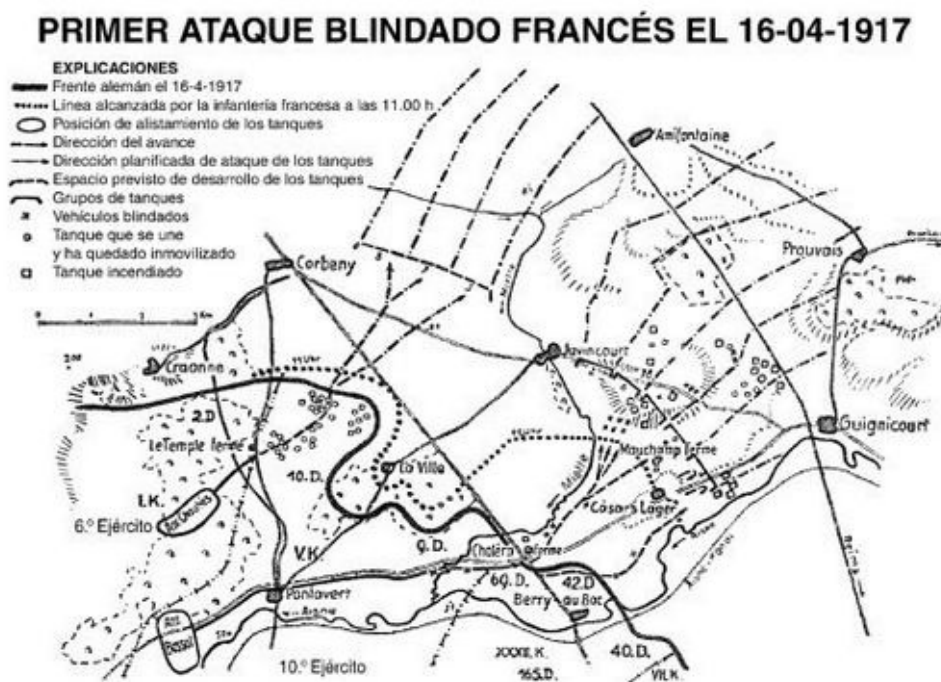 PRIMER ATAQUE BLINDADO FRANCÉS EL 16-04-1917
EXPLICACIONES
Frente alemán el 16-4-1917
Línea alcanzada por la infantería francesa a las 11.00 h
Posición de alistamiento de los tanques
Dirección del avance
Dirección planificada de ataque de los tanques
Espacio previsto de desarrollo de los tanques
Grupos de tanques
Vehículos blindados
Tanque que se une
y ha quedado inmovilizado
Tanque incendiado
Amifontaine
Prouvais
Corbeny
Craonne
Juvincourt
Guignicourt
2.D
Le Temple ferme
Mauchamp ferme
10.D.
La Ville
Miette
I.K.
6.º Ejército
Cäsars Lager
V.K.
9.D.
Choléra ferme
69.D.
42.D
Pontavert
Aisne
Berry
au Bac
10.º Ejército
XXXII.K.
165.D.
40.D.
VII.K.